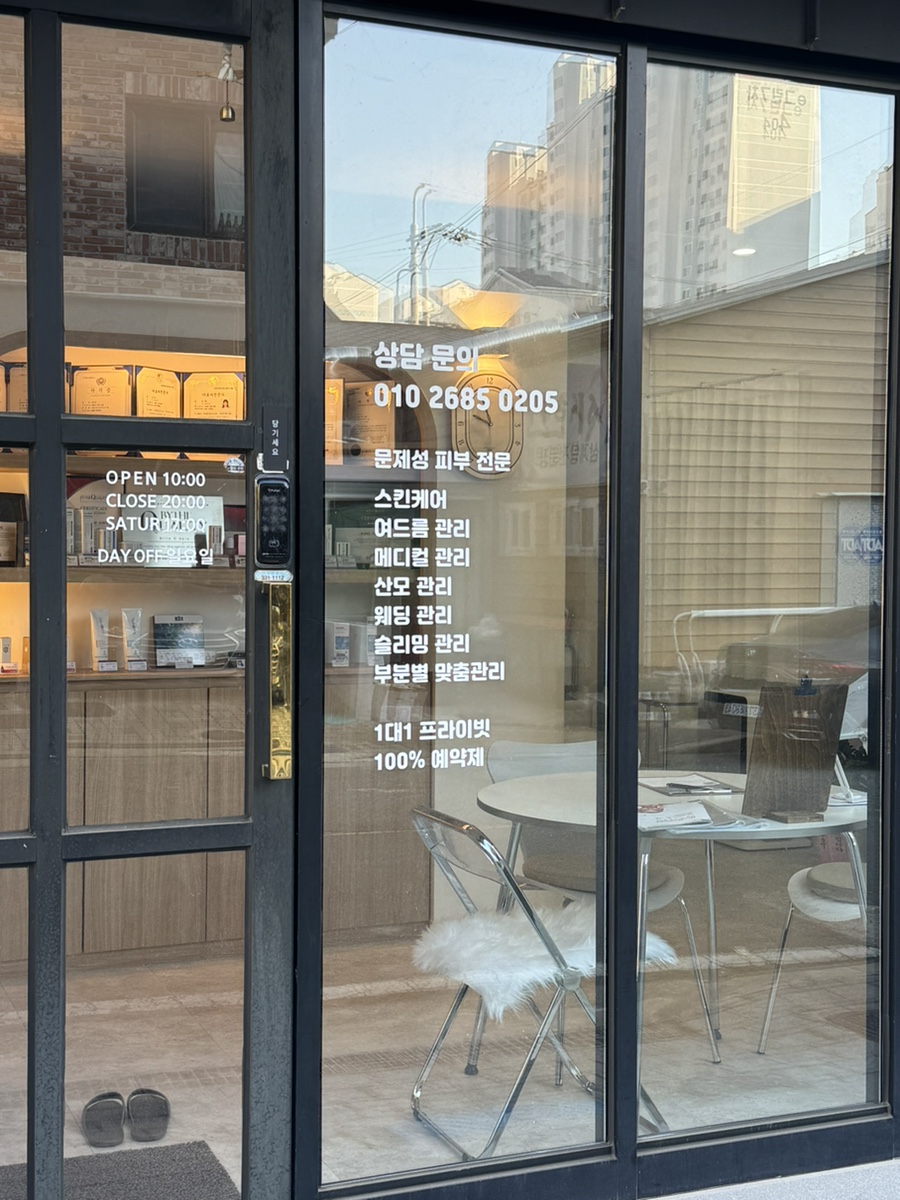 당기세요
OPEN 10:00
CLOSE 20:00
SATUR 17:00
DAY OFF 일요일
상담 문의
010 2685 0205
문제성 피부 전문
스킨케어
여드름 관리
메디컬 관리
산모 관리
웨딩 관리
슬리밍 관리
부분별 맞춤관리
1대1 프라이빗
100% 예약제